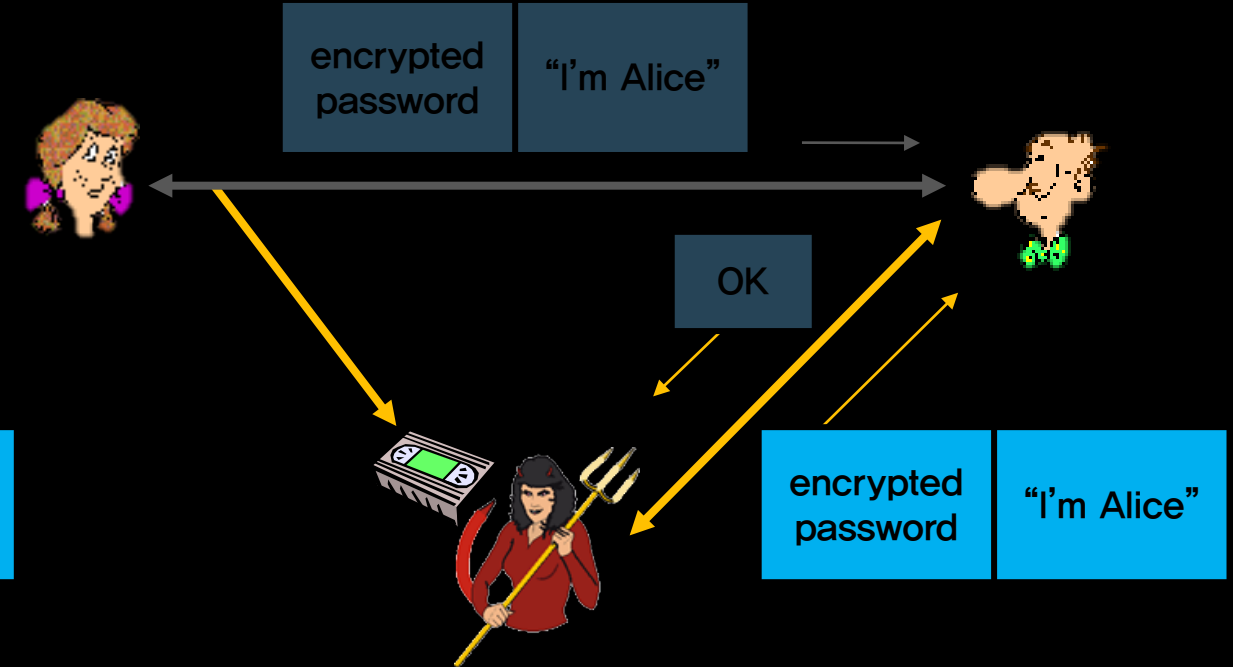 encrypted
password
“I’m Alice”
OK
encrypted
password
“I’m Alice”